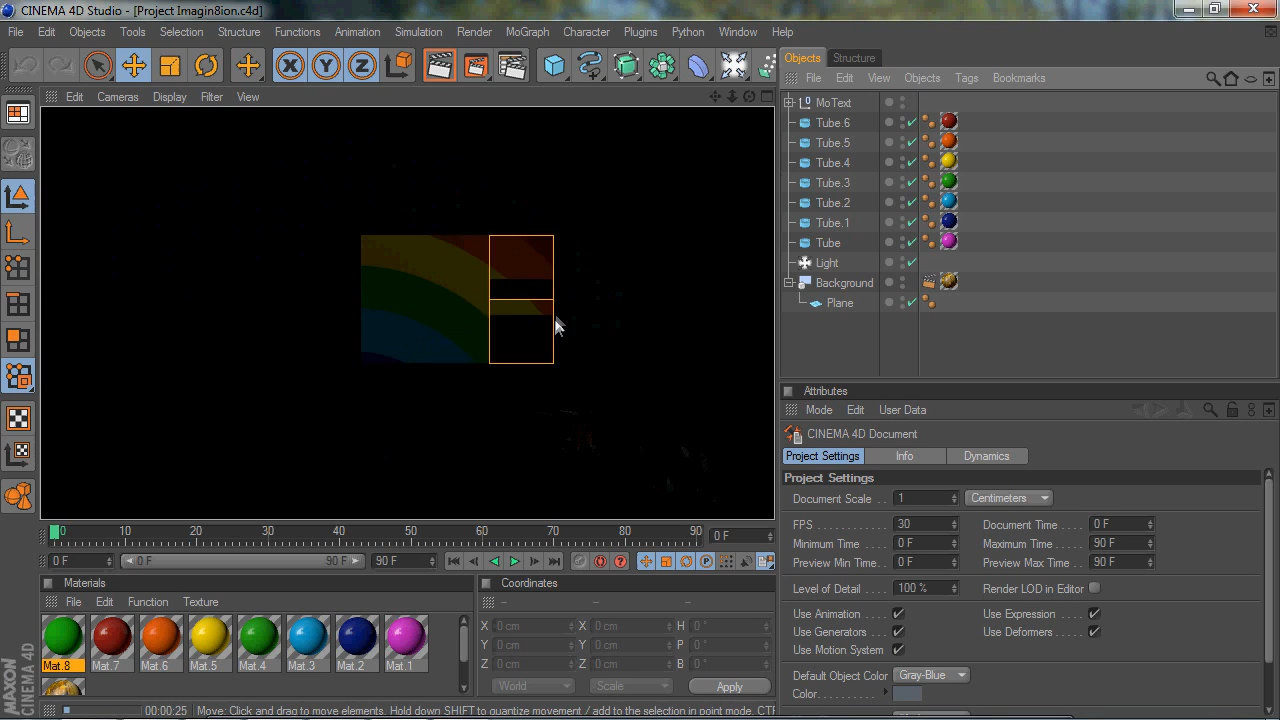 CINEMA 4D Studio - [Project Imagin8ion.c4d]
File Edit Objects Tools Selection Structure Functions Animation Simulation Render MoGraph Character Plugins Python Window Help
X Y Z
Objects Structure
File Edit View Objects Tags Bookmarks
Edit Cameras Display Filter View
MoText
Tube.6
Tube.5
Tube.4
Tube.3
Tube.2
Tube.1
Tube
Light
Background
Plane
Attributes
Mode Edit User Data
CINEMA 4D Document
Project Settings Info Dynamics
Project Settings
Document Scale . . 1 Centimeters
FPS . . . . . . . . 30 Document Time . . 0 F
Minimum Time . . 0 F Maximum Time . . 90 F
Preview Min Time . . 0 F Preview Max Time . . 90 F
Level of Detail . . . 100 % Render LOD in Editor
Use Animation . . . Use Expression . . . .
Use Generators . . . Use Deformers . . . .
Use Motion System
Default Object Color Gray-Blue
Color. . . . . . . .
0 10 20 30 40 50 60 70 80 90 0 F
0 F 0 F 90 F 90 F
Materials
File Edit Function Texture
Mat.8 Mat.7 Mat.6 Mat.5 Mat.4 Mat.3 Mat.2 Mat.1
Coordinates
-- -- --
X 0 cm X 0 cm H 0 °
Y 0 cm Y 0 cm P 0 °
Z 0 cm Z 0 cm B 0 °
World Scale Apply
MAXON
CINEMA 4D
00:00:25 Move: Click and drag to move elements. Hold down SHIFT to quantize movement / add to the selection in point mode. CTR